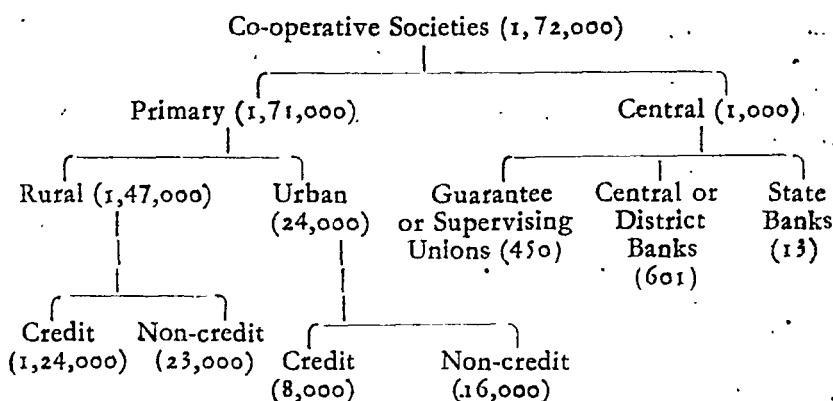 Co-operative Societies (1,72,000)
Primary (1,71,000)
Central (1,000)
Rural (1,47,000)
Urban
(24,000)
Guarantee
or Supervising
Unions (450)
Central or
District
Banks
(601)
State
Banks
(13)
Credit
(1,24,000)
Non-credit
(23,000)
Credit
(8,000)
Non-credit
(16,000)